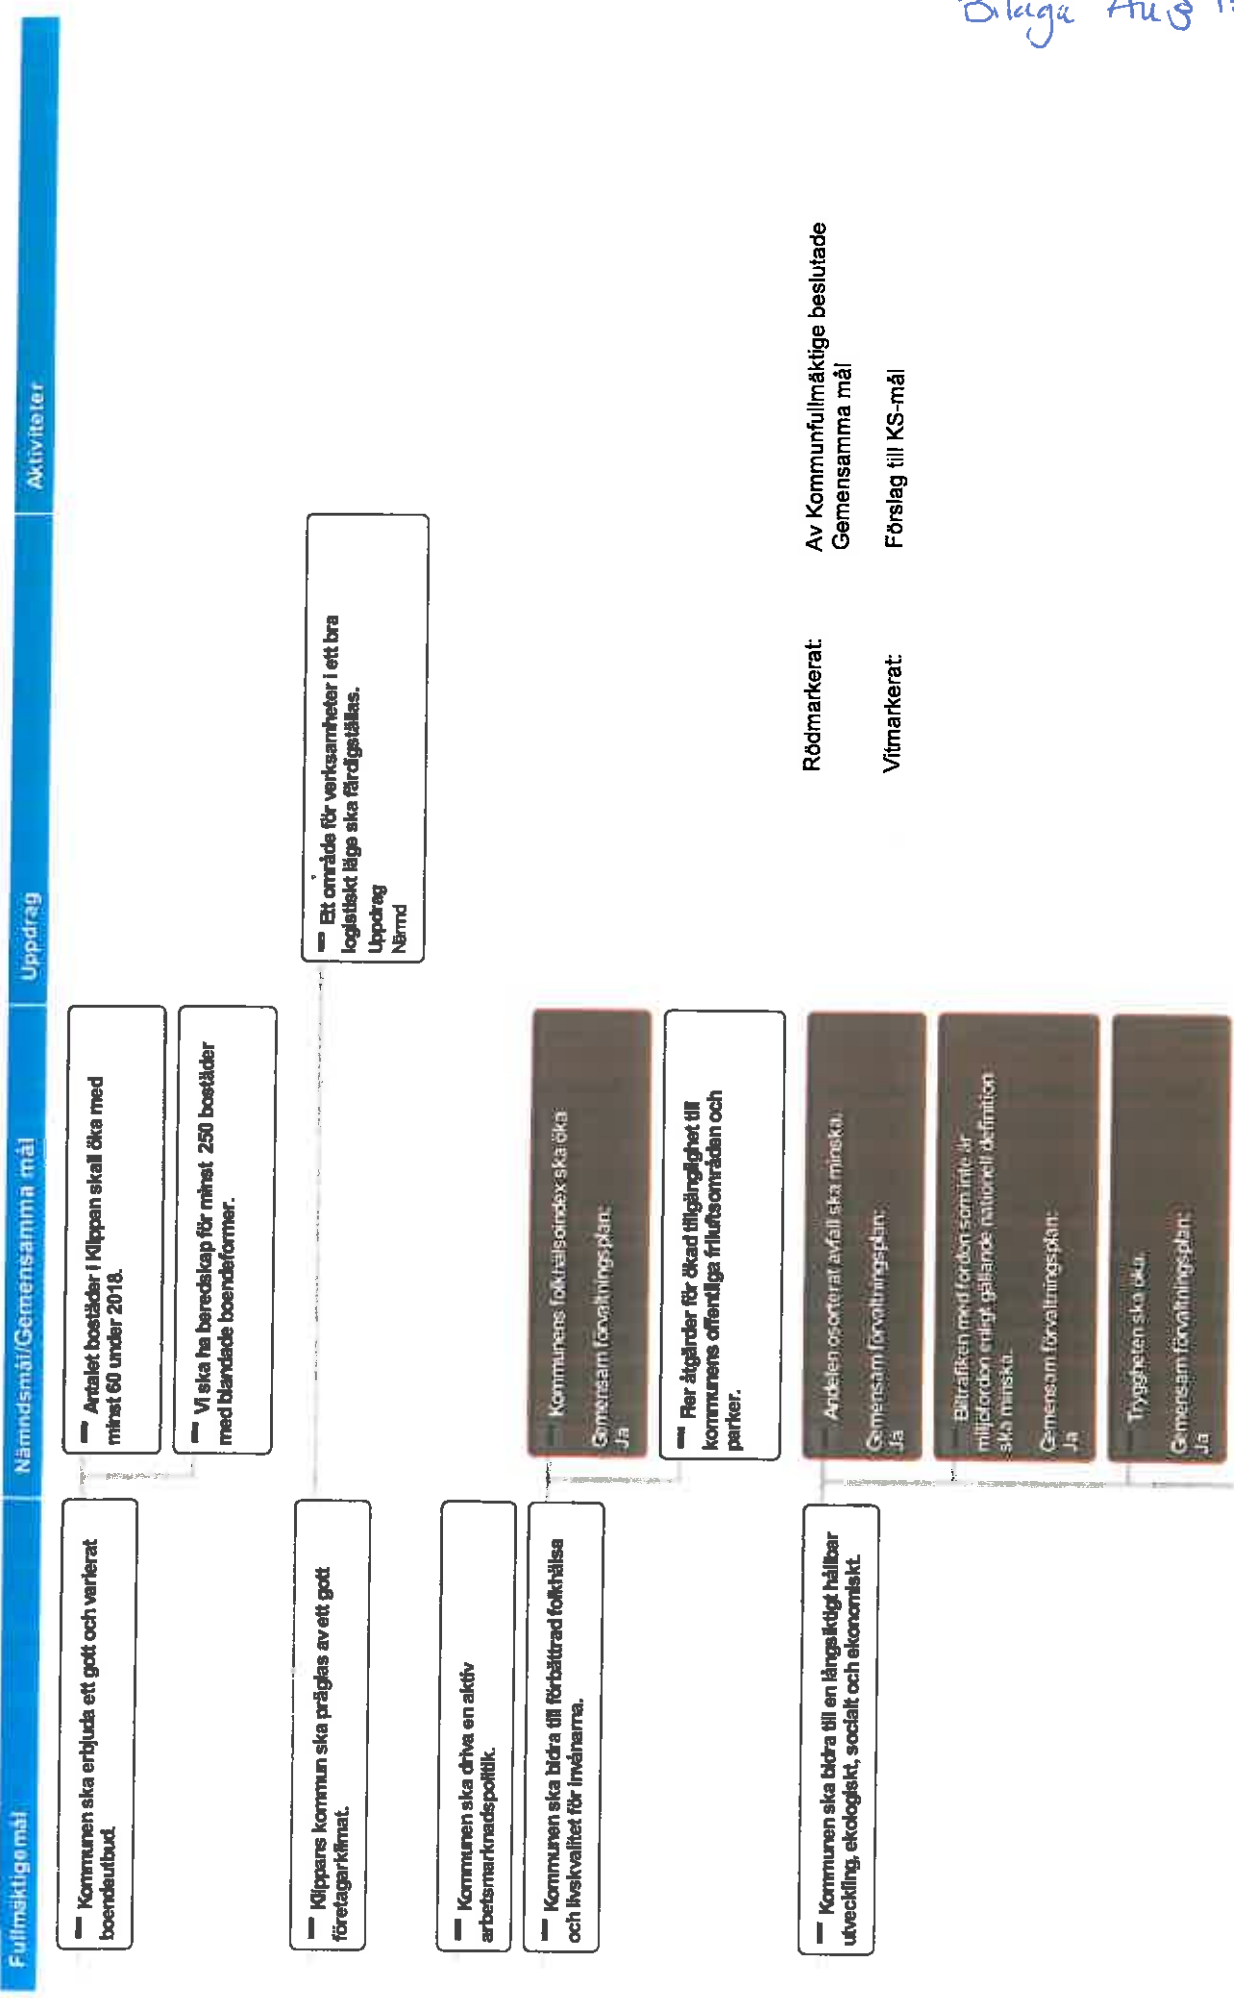 Bilaga Au §
Fullmäktigemål
Nämndsmål/Gemensamma mål
Uppdrag
Aktiviteter
Kommunen ska erbjuda ett gott och varierat
boendeutbud.
Antalet bostäder i Klippan skall öka med
minst 60 under 2018.
Vi ska ha beredskap för minst 250 bostäder
med blandade boendeformer.
Klippans kommun ska präglas av ett gott
företagarklimat.
Ett område för verksamheter i ett bra
logistiskt läge ska färdigställas.
Uppdrag
Nämnd
Kommunen ska driva en aktiv
arbetsmarknadspolitik.
Kommunen ska bidra till förbättrad folkhälsa
och livskvalitet för invånarna.
Kommunens folkhälsoindex ska öka
Gemensam förvaltningsplan:
Ja
Fler åtgärder för ökad tillgänglighet till
kommunens offentliga friluftsområden och
parker.
Kommunen ska bidra till en långsiktigt hållbar
utveckling, ekologiskt, socialt och ekonomiskt.
Andelen osorterat avfall ska minska.
Gemensam förvaltningsplan:
Ja
Biltrafiken med fordon som inte är
miljöfordon enligt gällande nationell definition
ska minska.
Gemensam förvaltningsplan:
Ja
Tryggheten ska öka.
Gemensam förvaltningsplan:
Ja
Rödmarkerat: Av Kommunfullmäktige beslutade
Gemensamma mål
Vitmarkerat: Förslag till KS-mål